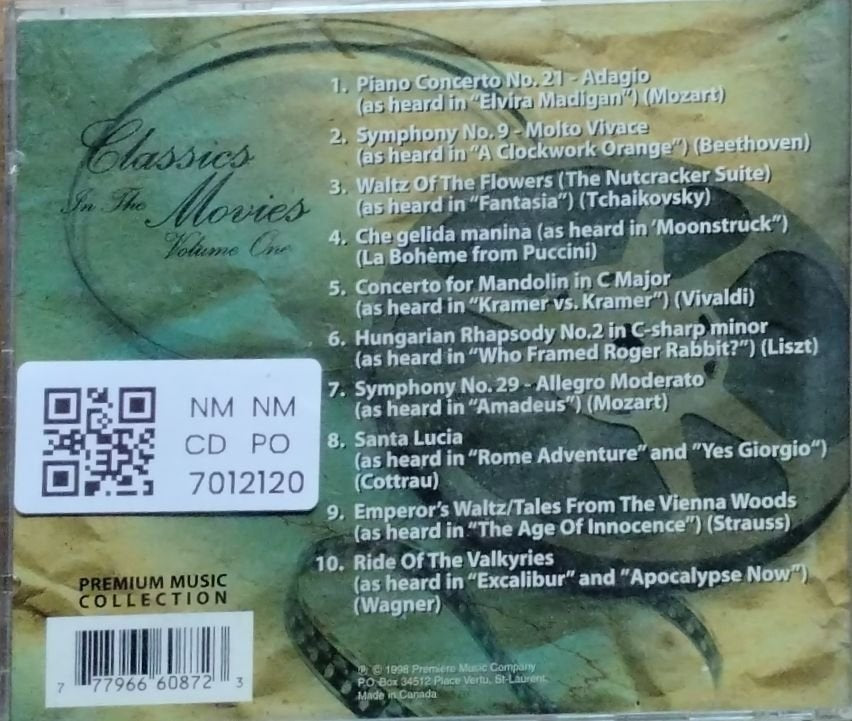 Classics
In The
Movies
Volume One
1. Piano Concerto No. 21 - Adagio
(as heard in "Elvira Madigan") (Mozart)
2. Symphony No. 9 - Molto Vivace
(as heard in "A Clockwork Orange") (Beethoven)
3. Waltz Of The Flowers (The Nutcracker Suite)
(as heard in "Fantasia") (Tchaikovsky)
4. Che gelida manina (as heard in 'Moonstruck")
(La Bohème from Puccini)
5. Concerto for Mandolin in C Major
(as heard in "Kramer vs. Kramer") (Vivaldi)
6. Hungarian Rhapsody No.2 in C-sharp minor
(as heard in "Who Framed Roger Rabbit?") (Liszt)
7. Symphony No. 29 - Allegro Moderato
(as heard in "Amadeus") (Mozart)
8. Santa Lucia
(as heard in "Rome Adventure" and "Yes Giorgio")
(Cottrau)
9. Emperor's Waltz/Tales From The Vienna Woods
(as heard in "The Age Of Innocence") (Strauss)
10. Ride Of The Valkyries
(as heard in "Excalibur" and "Apocalypse Now")
(Wagner)
NM NM
CD PO
7012120
PREMIUM MUSIC
COLLECTION
7 77966 60872 3
℗ © 1998 Premiere Music Company
P.O. Box 34512 Place Vertu, St-Laurent
Made in Canada